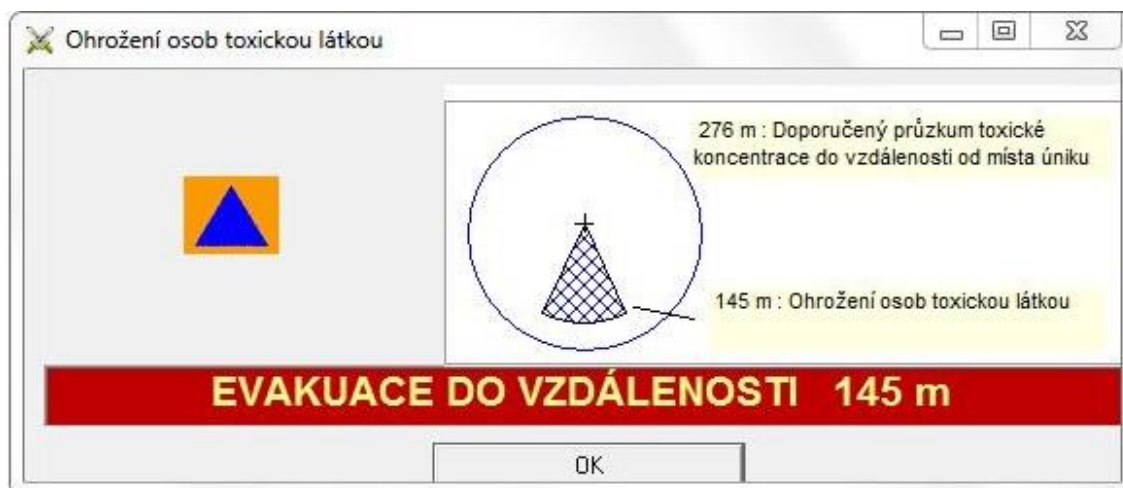 Ohrožení osob toxickou látkou
276 m : Doporučený průzkum toxické
koncentrace do vzdálenosti od místa úniku
145 m : Ohrožení osob toxickou látkou
EVAKUACE DO VZDÁLENOSTI 145 m
OK